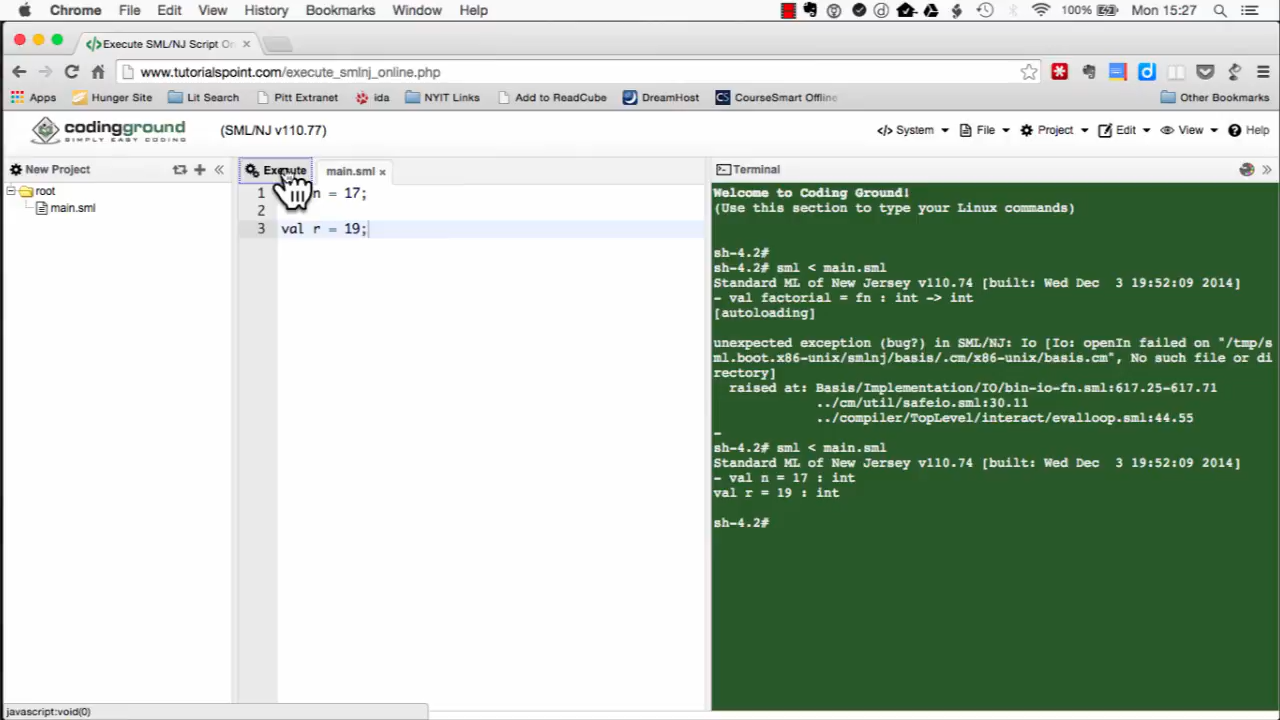 Chrome File Edit View History Bookmarks Window Help 100% Mon 15:27
Execute SML/NJ Script On
www.tutorialspoint.com/execute_smlnj_online.php
Apps Hunger Site Lit Search Pitt Extranet ida NYIT Links Add to ReadCube DreamHost CourseSmart Offline Other Bookmarks
codingground (SML/NJ v110.77) System File Project Edit View Help
SIMPLY EASY CODING
New Project Execute main.sml Terminal
root
main.sml
1 n = 17;
2
3 val r = 19;
Welcome to Coding Ground!
(Use this section to type your Linux commands)
sh-4.2#
sh-4.2# sml < main.sml
Standard ML of New Jersey v110.74 [built: Wed Dec  3 19:52:09 2014]
- val factorial = fn : int -> int
[autoloading]
unexpected exception (bug?) in SML/NJ: Io [Io: openIn failed on "/tmp/s
ml.boot.x86-unix/smlnj/basis/.cm/x86-unix/basis.cm", No such file or di
rectory]
raised at: Basis/Implementation/IO/bin-io-fn.sml:617.25-617.71
../cm/util/safeio.sml:30.11
../compiler/TopLevel/interact/evalloop.sml:44.55
-
sh-4.2# sml < main.sml
Standard ML of New Jersey v110.74 [built: Wed Dec  3 19:52:09 2014]
- val n = 17 : int
val r = 19 : int
sh-4.2#
javascript:void(0)